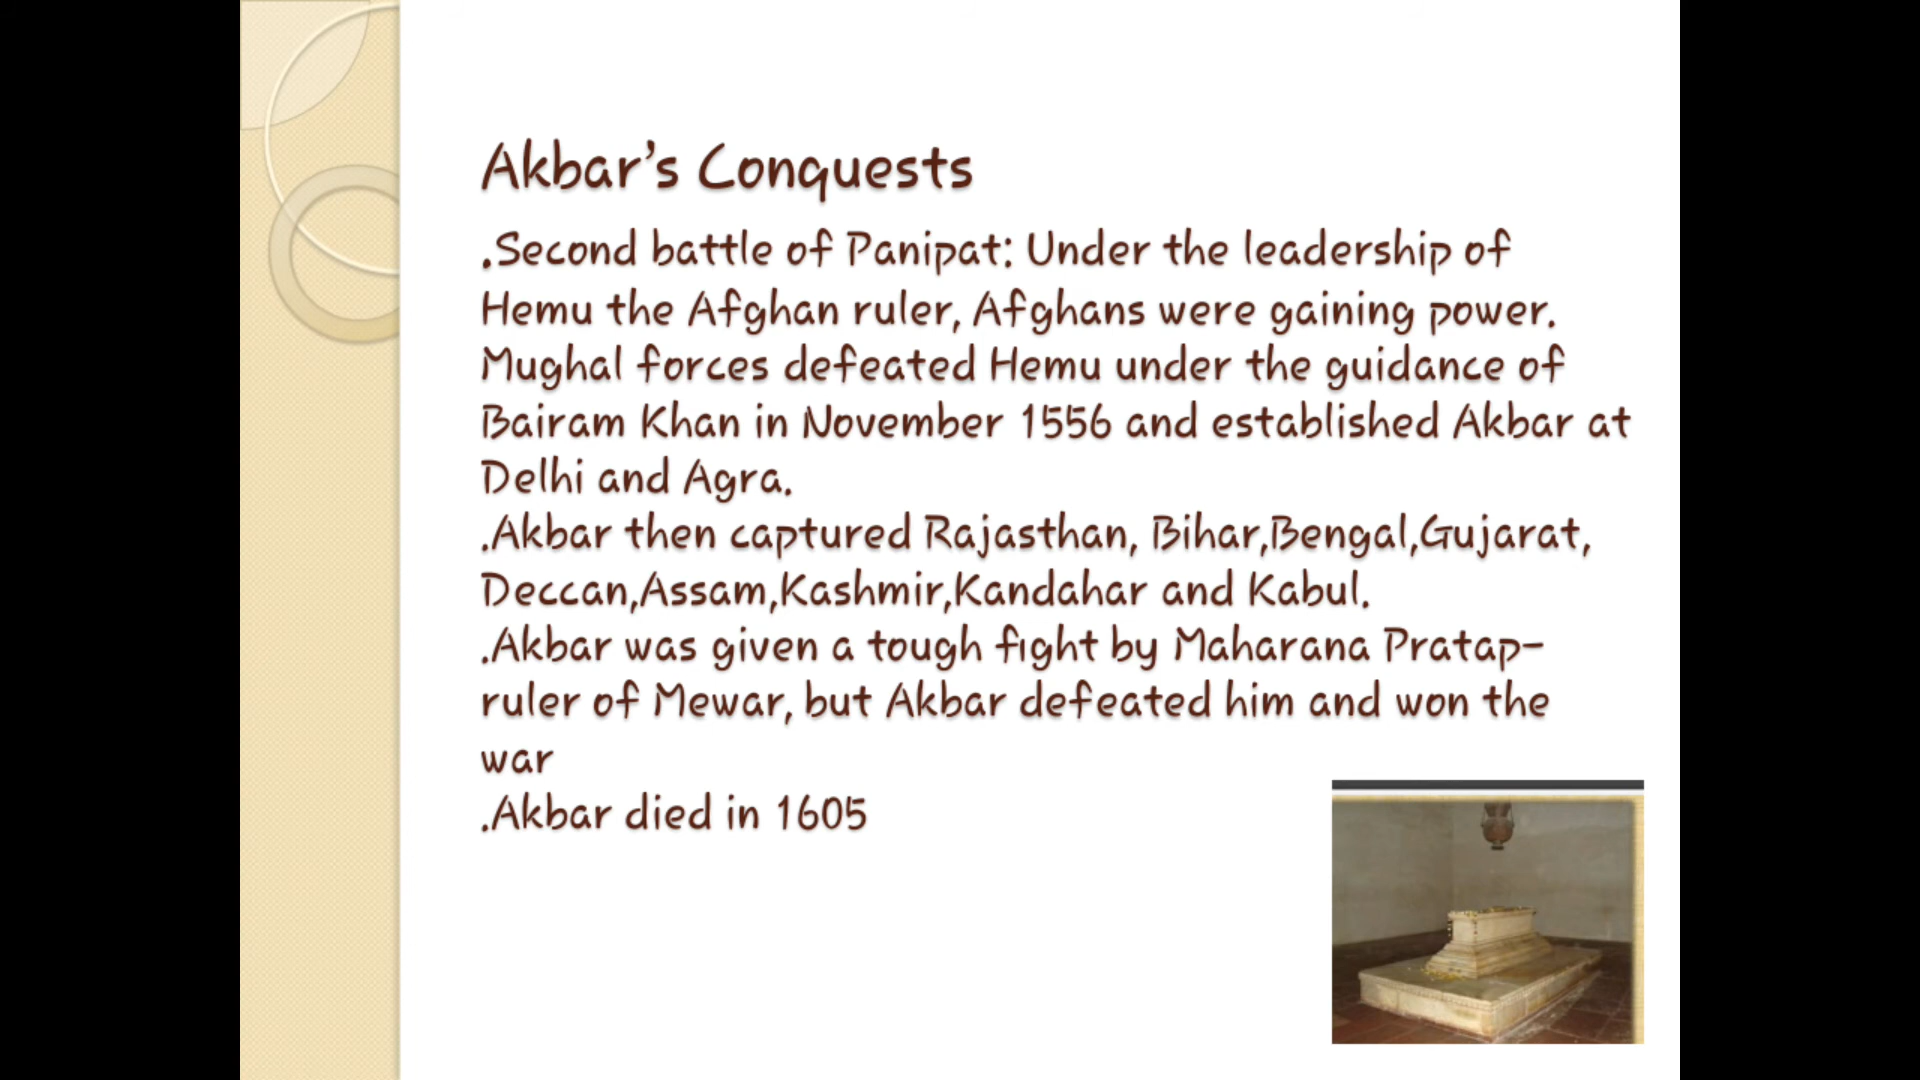 Akbar’s Conquests
.Second battle of Panipat: Under the leadership of
Hemu the Afghan ruler, Afghans were gaining power.
Mughal forces defeated Hemu under the guidance of
Bairam Khan in November 1556 and established Akbar at
Delhi and Agra.
.Akbar then captured Rajasthan, Bihar,Bengal,Gujarat,
Deccan,Assam,Kashmir,Kandahar and Kabul.
.Akbar was given a tough fight by Maharana Pratap-
ruler of Mewar, but Akbar defeated him and won the
war
.Akbar died in 1605